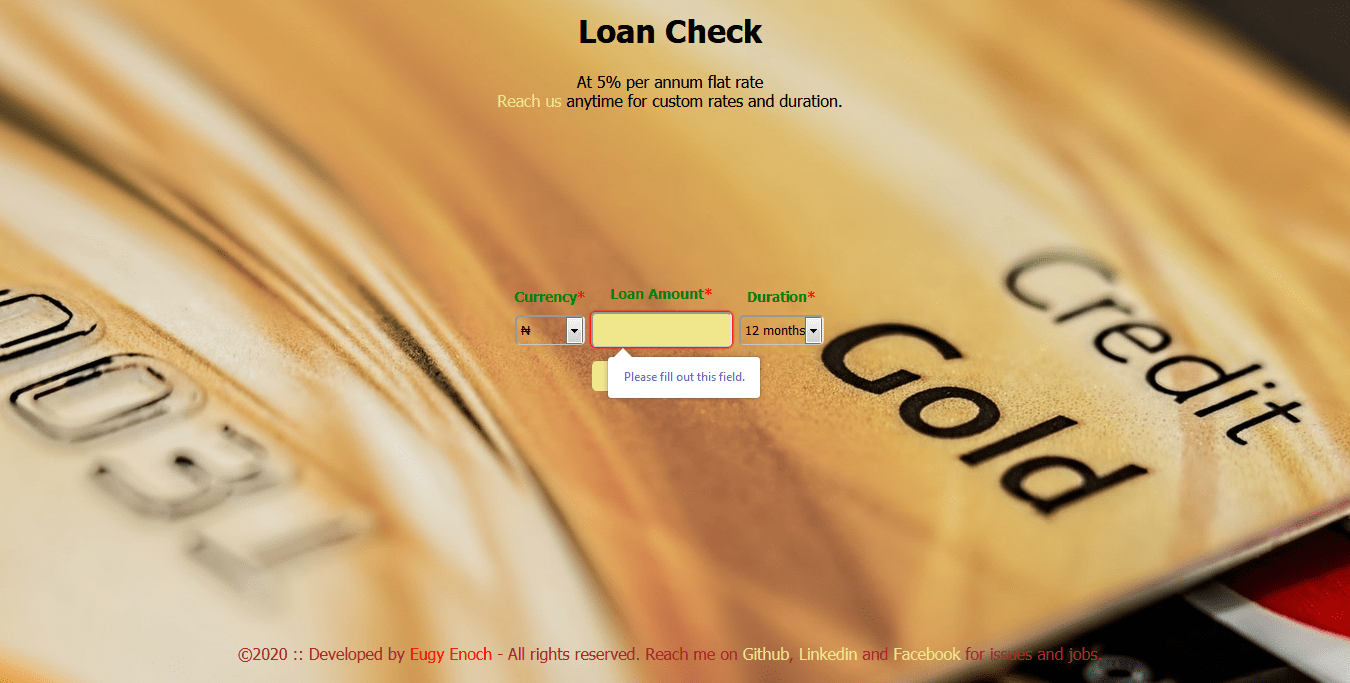 Loan Check
At 5% per annum flat rate
Reach us anytime for custom rates and duration.
Currency* Loan Amount* Duration*
₦ 12 months
Please fill out this field.
Credit
Gold
0031
©2020 :: Developed by Eugy Enoch - All rights reserved. Reach me on Github, Linkedin and Facebook for issues and jobs.